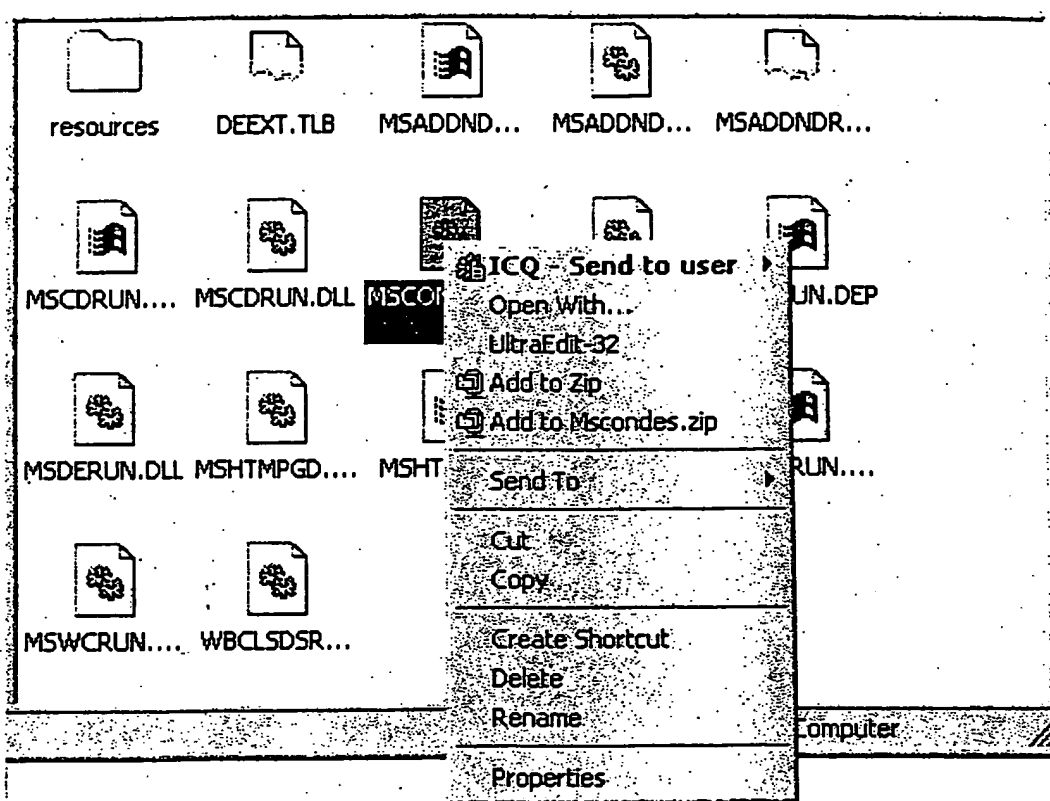 resources
DEEXT.TLB
MSADDND...
MSADDND...
MSADDNDR...
MSCDRUN....
MSCDRUN.DLL
MSCO
UN.DEP
MSDERUN.DLL
MSHTMPGD....
MSHT
RUN....
MSWCRUN....
WBCLSDSR...
ICQ - Send to user
Open With...
UltraEdit-32
Add to Zip
Add to Mscondes.zip
Send To
Cut
Copy
Create Shortcut
Delete
Rename
Properties
Computer